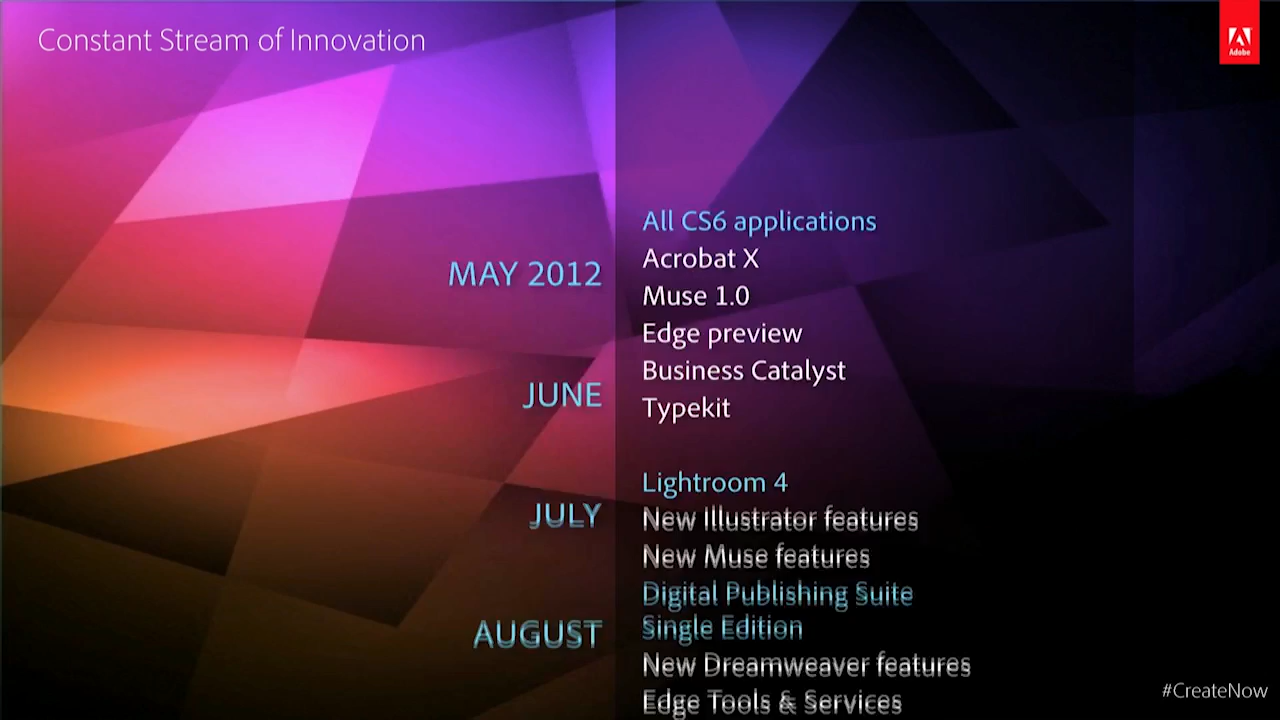 Constant Stream of Innovation
Adobe
MAY 2012
JUNE
JULY
AUGUST
All CS6 applications
Acrobat X
Muse 1.0
Edge preview
Business Catalyst
Typekit
Lightroom 4
New Illustrator features
New Muse features
Digital Publishing Suite
Single Edition
New Dreamweaver features
Edge Tools & Services
#CreateNow